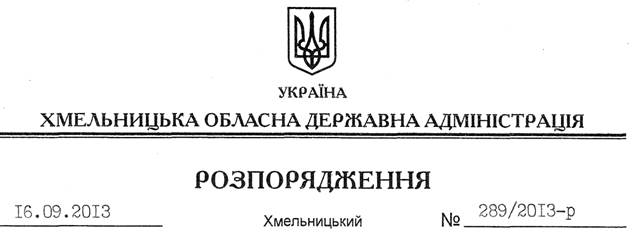 УКРАЇНА
ХМЕЛЬНИЦЬКА ОБЛАСНА ДЕРЖАВНА АДМІНІСТРАЦІЯ
РОЗПОРЯДЖЕННЯ
16.09.2013 Хмельницький № 289/2013-р